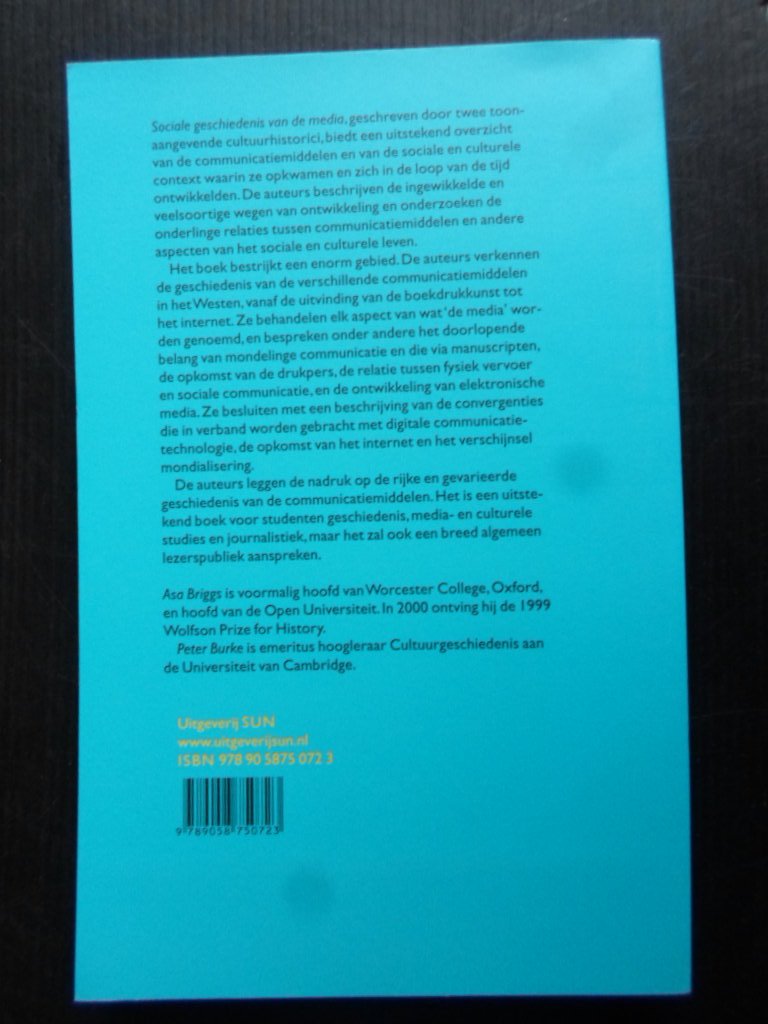 Sociale geschiedenis van de media, geschreven door twee toon-
aangevende cultuurhistorici, biedt een uitstekend overzicht
van de communicatiemiddelen en van de sociale en culturele
context waarin ze opkwamen en zich in de loop van de tijd
ontwikkelden. De auteurs beschrijven de ingewikkelde en
veelsoortige wegen van ontwikkeling en onderzoeken de
onderlinge relaties tussen communicatiemiddelen en andere
aspecten van het sociale en culturele leven.
Het boek bestrijkt een enorm gebied. De auteurs verkennen
de geschiedenis van de verschillende communicatiemiddelen
in het Westen, vanaf de uitvinding van de boekdrukkunst tot
het internet. Ze behandelen elk aspect van wat 'de media' wor-
den genoemd, en bespreken onder andere het doorlopende
belang van mondelinge communicatie en die via manuscripten,
de opkomst van de drukpers, de relatie tussen fysiek vervoer
en sociale communicatie, en de ontwikkeling van elektronische
media. Ze besluiten met een beschrijving van de convergenties
die in verband worden gebracht met digitale communicatie-
technologie, de opkomst van het internet en het verschijnsel
mondialisering.
De auteurs leggen de nadruk op de rijke en gevarieerde
geschiedenis van de communicatiemiddelen. Het is een uitste-
kend boek voor studenten geschiedenis, media- en culturele
studies en journalistiek, maar het zal ook een breed algemeen
lezerspubliek aanspreken.
Asa Briggs is voormalig hoofd van Worcester College, Oxford,
en hoofd van de Open Universiteit. In 2000 ontving hij de 1999
Wolfson Prize for History.
Peter Burke is emeritus hoogleraar Cultuurgeschiedenis aan
de Universiteit van Cambridge.
Uitgeverij SUN
www.uitgeverijsun.nl
ISBN 978 90 5875 072 3
9 789058 750723